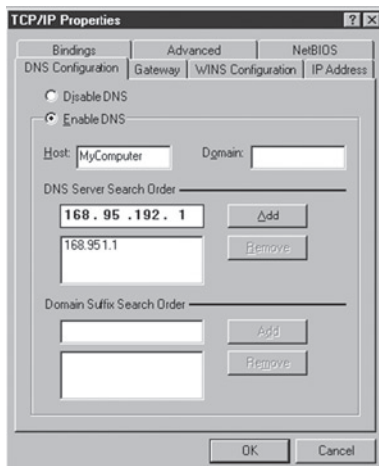 TCP/IP Properties
? X
Bindings Advanced NetBIOS
DNS Configuration Gateway WINS Configuration IP Address
Disable DNS
Enable DNS
Host: MyComputer Domain:
DNS Server Search Order
168. 95 .192. 1 Add
168.951.1 Remove
Domain Suffix Search Order
Add
Remove
OK Cancel